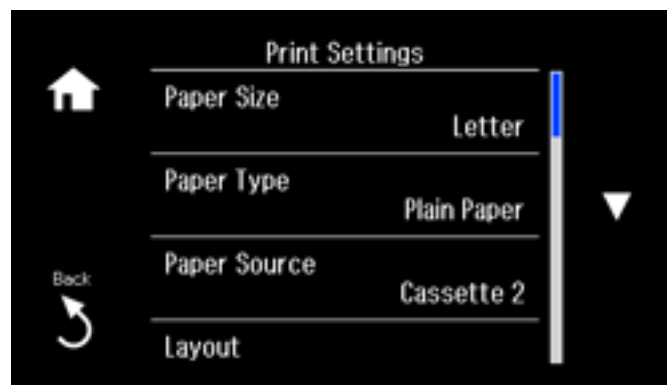 Print Settings
Paper Size
Letter
Paper Type
Plain Paper
Paper Source
Cassette 2
Back
Layout